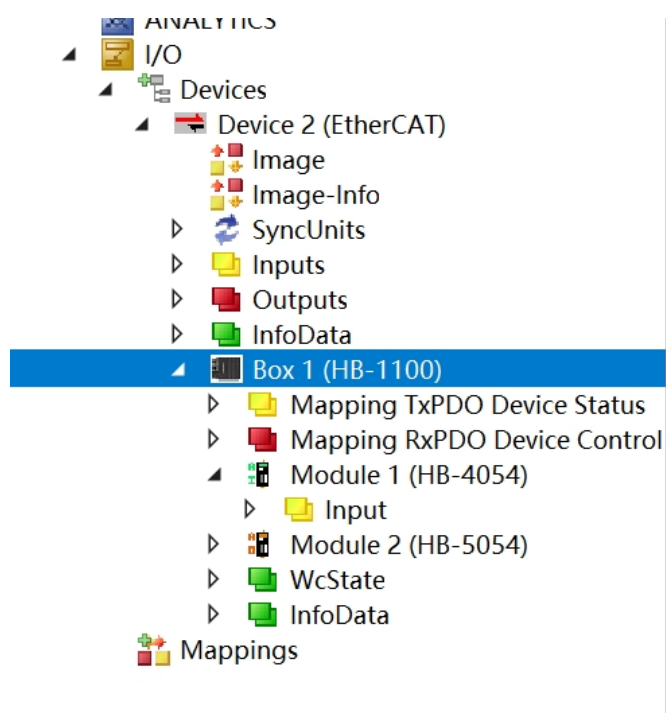 ANALYTICS
I/O
Devices
Device 2 (EtherCAT)
Image
Image-Info
SyncUnits
Inputs
Outputs
InfoData
Box 1 (HB-1100)
Mapping TxPDO Device Status
Mapping RxPDO Device Control
Module 1 (HB-4054)
Input
Module 2 (HB-5054)
WcState
InfoData
Mappings